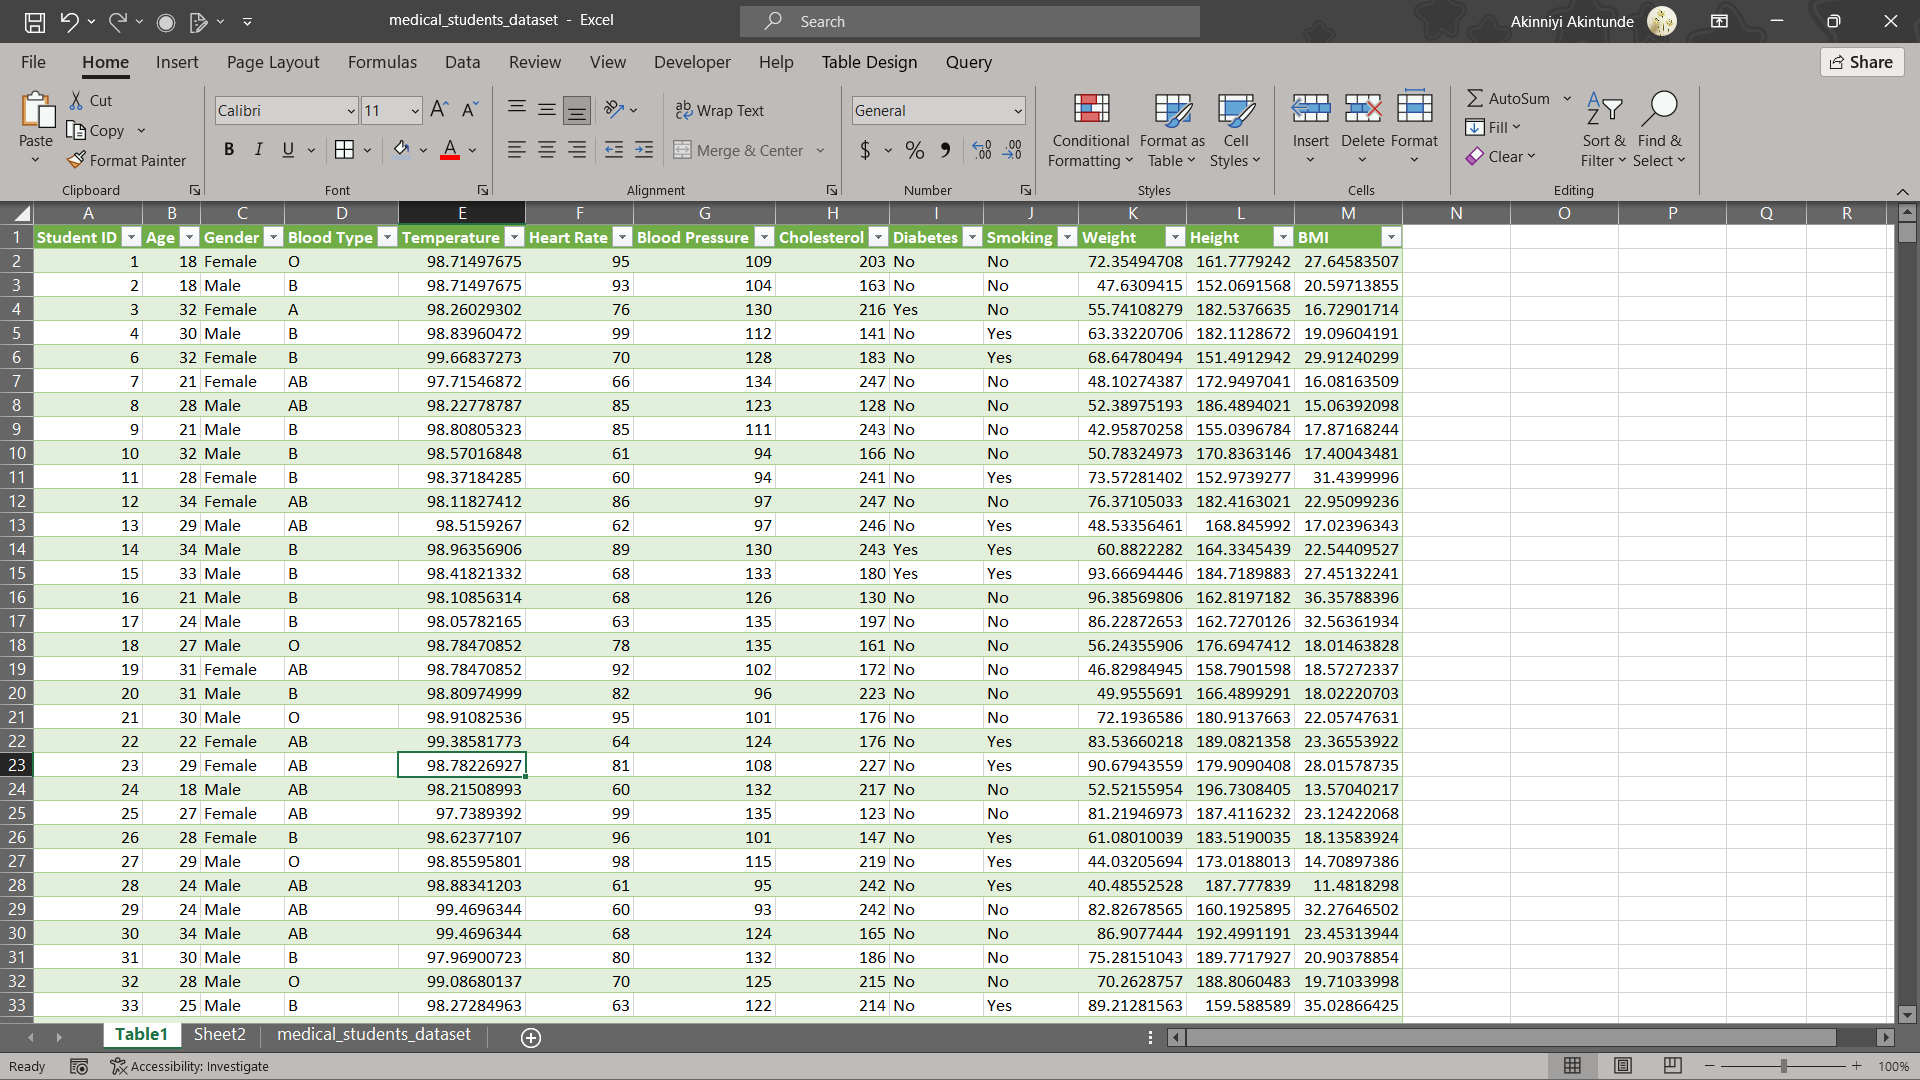 medical_students_dataset - Excel
Search
Akinniyi Akintunde
File Home Insert Page Layout Formulas Data Review View Developer Help Table Design Query
Share
Paste
Cut
Copy
Format Painter
Clipboard
Calibri 11
B I U A
Font
ab Wrap Text
Merge & Center
Alignment
General
$ % 9 .00
Number
Conditional Formatting
Format as Table
Cell Styles
Styles
Insert Delete Format
Cells
AutoSum
Fill
Clear
Sort & Filter
Find & Select
Editing
A B C D E F G H I J K L M N O P Q R
1 Student ID Age Gender Blood Type Temperature Heart Rate Blood Pressure Cholesterol Diabetes Smoking Weight Height BMI
2 1 18 Female O 98.71497675 95 109 203 No No 72.35494708 161.7779242 27.64583507
3 2 18 Male B 98.71497675 93 104 163 No No 47.6309415 152.0691568 20.59713855
4 3 32 Female A 98.26029302 76 130 216 Yes No 55.74108279 182.5376635 16.72901714
5 4 30 Male B 98.83960472 99 112 141 No Yes 63.33220706 182.1128672 19.09604191
6 6 32 Female B 99.66837273 70 128 183 No Yes 68.64780494 151.4912942 29.91240299
7 7 21 Female AB 97.71546872 66 134 247 No No 48.10274387 172.9497041 16.08163509
8 8 28 Male AB 98.22778787 85 123 128 No No 52.38975193 186.4894021 15.06392098
9 9 21 Male B 98.80805323 85 111 243 No No 42.95870258 155.0396784 17.87168244
10 10 32 Male B 98.57016848 61 94 166 No No 50.78324973 170.8363146 17.40043481
11 11 28 Female B 98.37184285 60 94 241 No Yes 73.57281402 152.9739277 31.4399996
12 12 34 Female AB 98.11827412 86 97 247 No No 76.37105033 182.4163021 22.95099236
13 13 29 Male AB 98.5159267 62 97 246 No Yes 48.53356461 168.845992 17.02396343
14 14 34 Male B 98.96356906 89 130 243 Yes Yes 60.8822282 164.3345439 22.54409527
15 15 33 Male B 98.41821332 68 133 180 Yes Yes 93.66694446 184.7189883 27.45132241
16 16 21 Male B 98.10856314 68 126 130 No No 96.38569806 162.8197182 36.35788396
17 17 24 Male B 98.05782165 63 135 197 No No 86.22872653 162.7270126 32.56361934
18 18 27 Male O 98.78470852 78 135 161 No No 56.24355906 176.6947412 18.01463828
19 19 31 Female AB 98.78470852 92 102 172 No No 46.82984945 158.7901598 18.57272337
20 20 31 Male B 98.80974999 82 96 223 No No 49.9555691 166.4899291 18.02220703
21 21 30 Male O 98.91082536 95 101 176 No No 72.1936586 180.9137663 22.05747631
22 22 22 Female AB 99.38581773 64 124 176 No Yes 83.53660218 189.0821358 23.36553922
23 23 29 Female AB 98.78226927 81 108 227 No Yes 90.67943559 179.9090408 28.01578735
24 24 18 Male AB 98.21508993 60 132 217 No No 52.52155954 196.7308405 13.57040217
25 25 27 Female AB 97.7389392 99 135 123 No No 81.21946973 187.4116232 23.12422068
26 26 28 Female B 98.62377107 96 101 147 No Yes 61.08010039 183.5190035 18.13583924
27 27 29 Male O 98.85595801 98 115 219 No Yes 44.03205694 173.0188013 14.70897386
28 28 24 Male AB 98.88341203 61 95 242 No Yes 40.48552528 187.777839 11.4818298
29 29 24 Male AB 99.4696344 60 93 242 No No 82.82678565 160.1925895 32.27646502
30 30 34 Male AB 99.4696344 68 124 165 No No 86.9077444 192.4991191 23.45313944
31 31 30 Male B 97.96900723 80 132 186 No No 75.28151043 189.7717927 20.90378854
32 32 28 Male O 99.08680137 70 125 215 No No 70.2628757 188.8060483 19.71033998
33 33 25 Male B 98.27284963 63 122 214 No Yes 89.21281563 159.588589 35.02866425
Table1 Sheet2 medical_students_dataset
Ready Accessibility: Investigate 100%